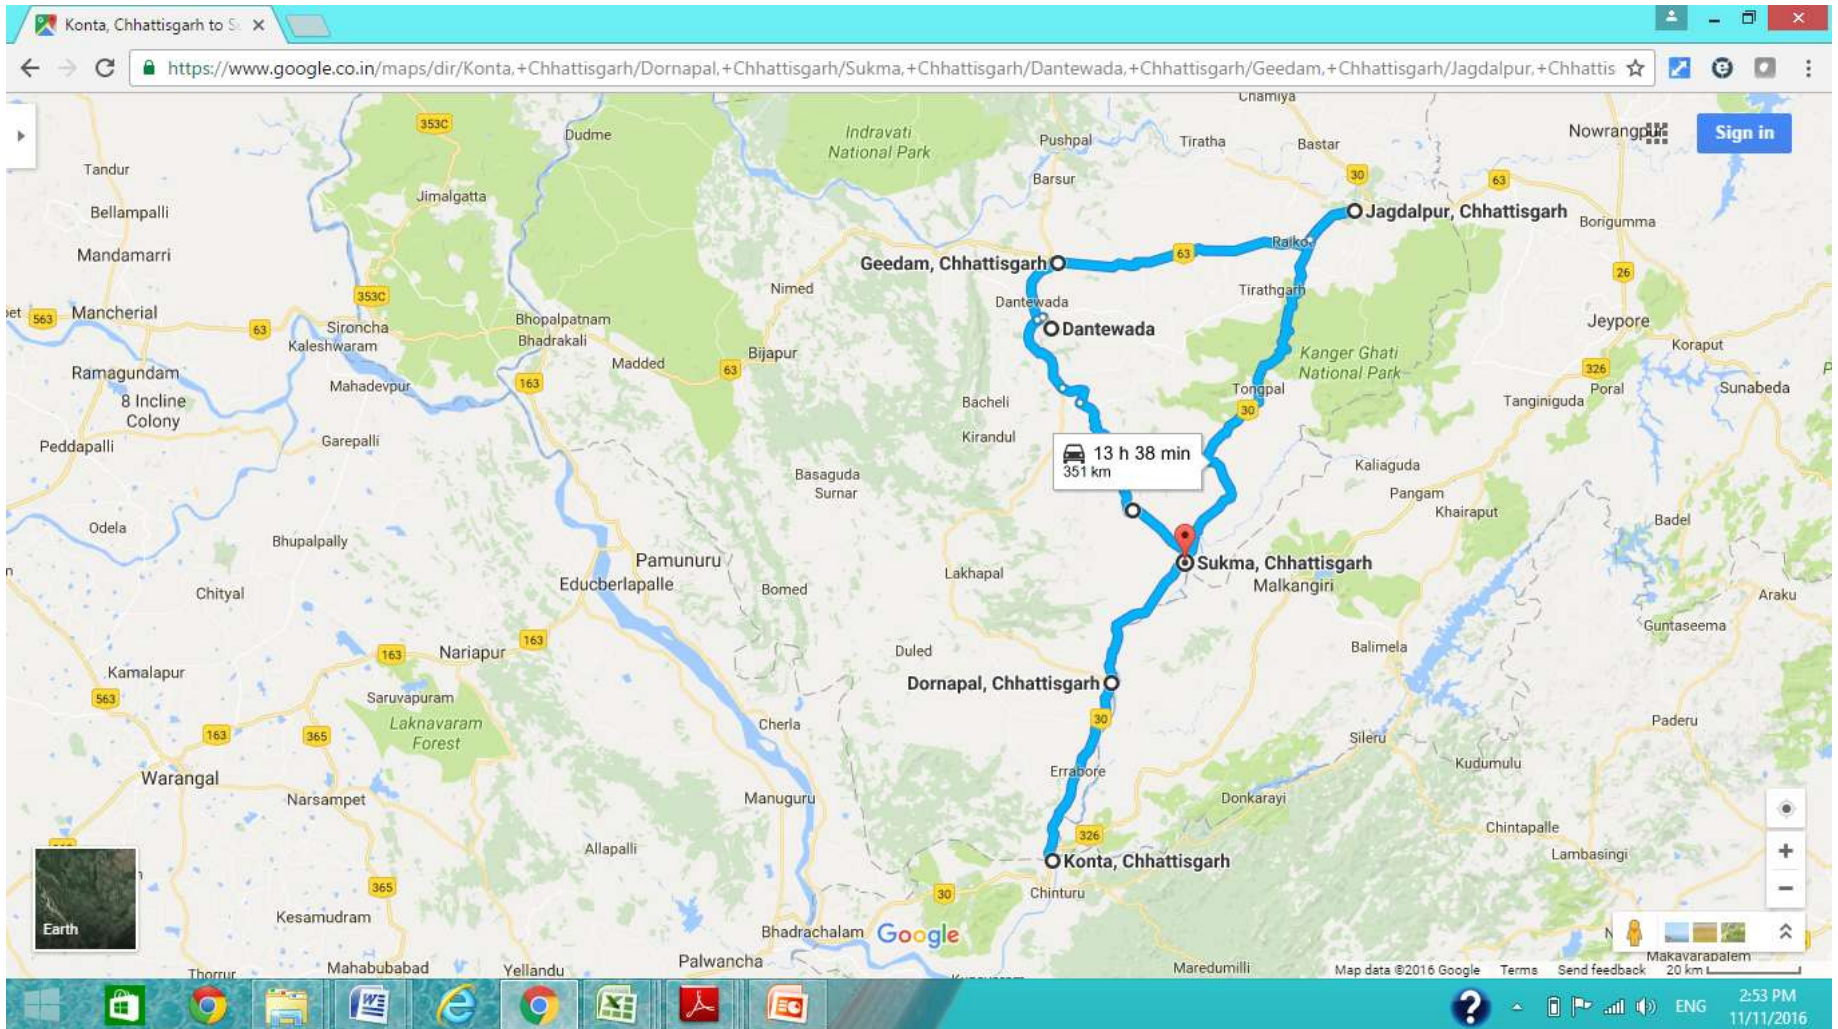 Konta, Chhattisgarh to S
https://www.google.co.in/maps/dir/Konta,+Chhattisgarh/Dornapal,+Chhattisgarh/Sukma,+Chhattisgarh/Dantewada,+Chhattisgarh/Geedam,+Chhattisgarh/Jagdalpur,+Chhattis
Chamiya
353C
Dudme
Indravati
National Park
Pushpal
Tiratha
Bastar
Nowrangpur
Sign in
Tandur
Barsur
30
63
Jimalgatta
Bellampalli
Jagdalpur, Chhattisgarh
Borigumma
Mandamarri
Raiko
63
Geedam, Chhattisgarh
26
353C
Nimed
Dantewada
Tirathgarh
563
Mancherial
63
Sironcha
Bhopalpatnam
Dantewada
Jeypore
Kaleshwaram
Bhadrakali
Bijapur
Kanger Ghati
National Park
Koraput
Ramagundam
Mahadevpur
163
Madded
63
326
8 Incline
Colony
Bacheli
Tongpal
30
Tanginiguda
Poral
Sunabeda
Peddapalli
Garepalli
Kirandul
13 h 38 min
351 km
Basaguda
Surnar
Kaliaguda
Pangam
Khairaput
Odela
Bhupalpally
Badel
Pamunuru
Educberlapalle
Lakhapal
Sukma, Chhattisgarh
Malkangiri
Chityal
Bomed
Araku
163
Guntaseema
163
Nariapur
Duled
Balimela
Kamalapur
563
Saruvapuram
Dornapal, Chhattisgarh
Laknavaram
Forest
163
365
Cherla
30
Paderu
Sileru
Warangal
Errabore
Kudumulu
Narsampet
Manuguru
Donkarayi
326
Chintapalle
Allapalli
Konta, Chhattisgarh
Lambasingi
365
30
Chinturu
Kesamudram
Earth
Bhadrachalam
Google
Palwancha
Makavarapalem
Thorrur
Mahabubabad
Yellandu
Maredumilli
Map data ©2016 Google
Terms
Send feedback
20 km
ENG
2:53 PM
11/11/2016